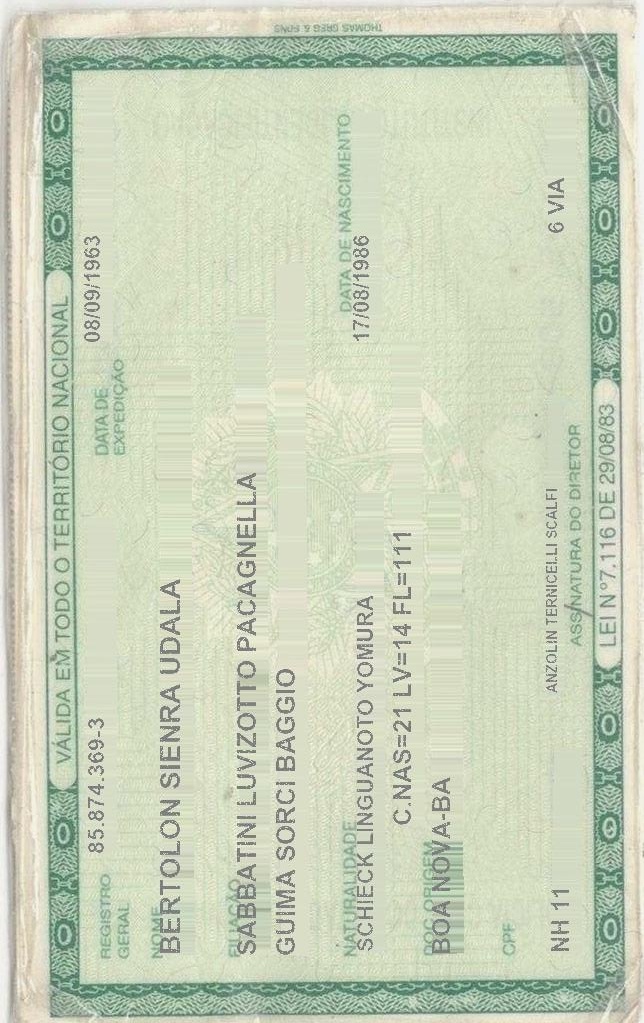 THOMAS GREG & SONS
VÁLIDA EM TODO O TERRITÓRIO NACIONAL
REGISTRO GERAL 85.874.369-3 DATA DE EXPEDIÇÃO 08/09/1963
NOME
BERTOLON SIENRA UDALA
FILIAÇÃO
SABBATINI LUVIZOTTO PACAGNELLA
GUIMA SORCI BAGGIO
NATURALIDADE DATA DE NASCIMENTO
SCHIECK LINGUANOTO YOMURA 17/08/1986
C.NAS=21 LV=14 FL=111
DOC ORIGEM
BOA NOVA-BA
CPF
ANZOLIN TERNICELLI SCALFI
NH 11 6 VIA
ASSINATURA DO DIRETOR
LEI Nº7.116 DE 29/08/83